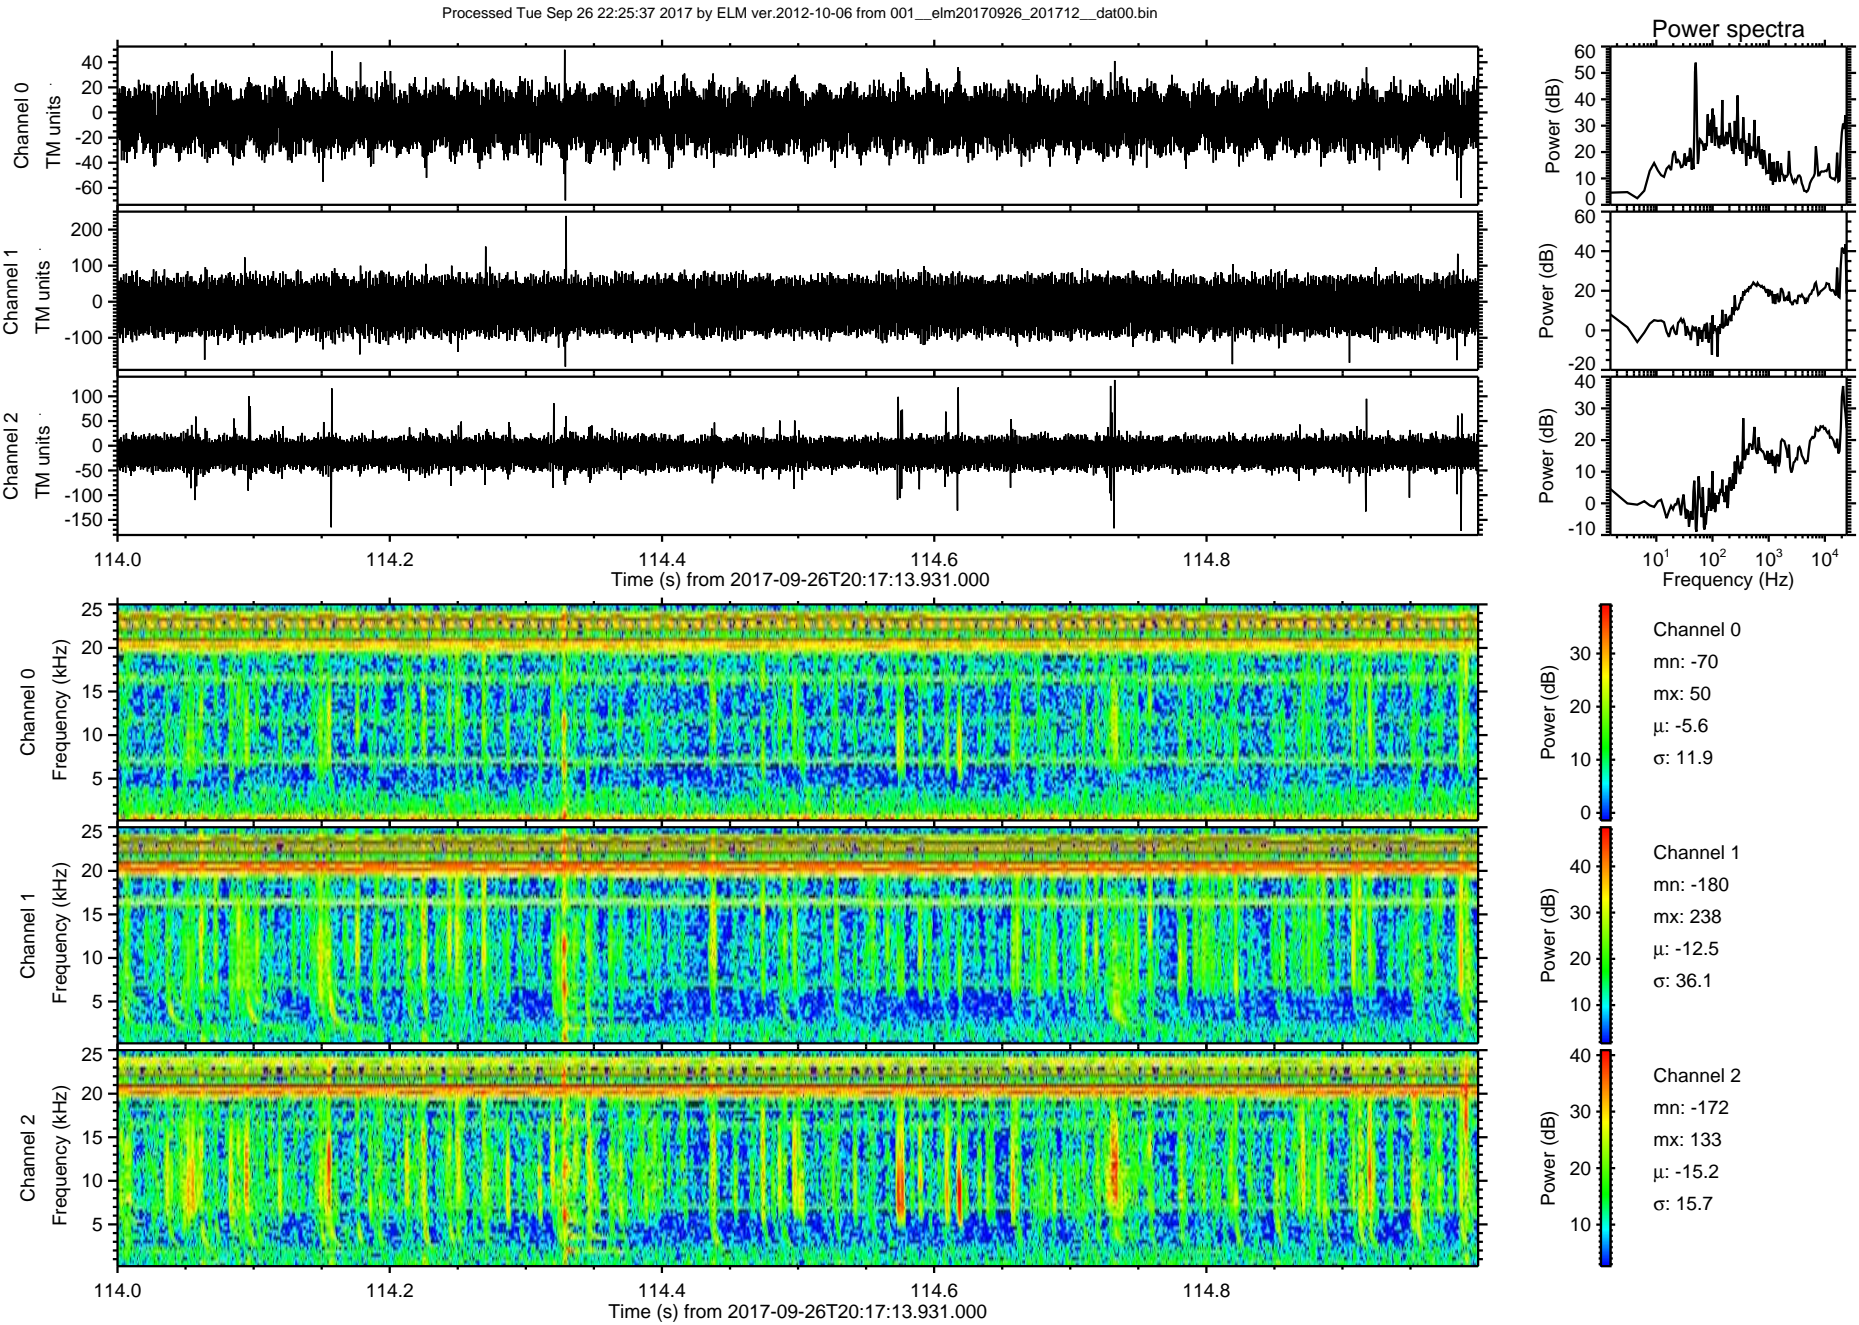 Processed Tue Sep 26 22:25:37 2017 by ELM ver.2012-10-06 from 001__elm20170926_201712__dat00.bin
Power spectra
Channel 0
TM units
40
20
0
-20
-40
-60
Power (dB)
60
50
40
30
20
10
0
Channel 1
TM units
200
100
0
-100
Power (dB)
60
40
20
0
-20
Channel 2
TM units
100
50
0
-50
-100
-150
Power (dB)
40
30
20
10
0
-10
114.0 114.2 114.4 114.6 114.8
Time (s) from 2017-09-26T20:17:13.931.000
10¹ 10² 10³ 10⁴
Frequency (Hz)
Channel 0
Frequency (kHz)
25
20
15
10
5
Power (dB)
30
20
10
0
Channel 0
mn: -70
mx: 50
μ: -5.6
σ: 11.9
Channel 1
Frequency (kHz)
25
20
15
10
5
Power (dB)
40
30
20
10
Channel 1
mn: -180
mx: 238
μ: -12.5
σ: 36.1
Channel 2
Frequency (kHz)
25
20
15
10
5
Power (dB)
40
30
20
10
Channel 2
mn: -172
mx: 133
μ: -15.2
σ: 15.7
114.0 114.2 114.4 114.6 114.8
Time (s) from 2017-09-26T20:17:13.931.000